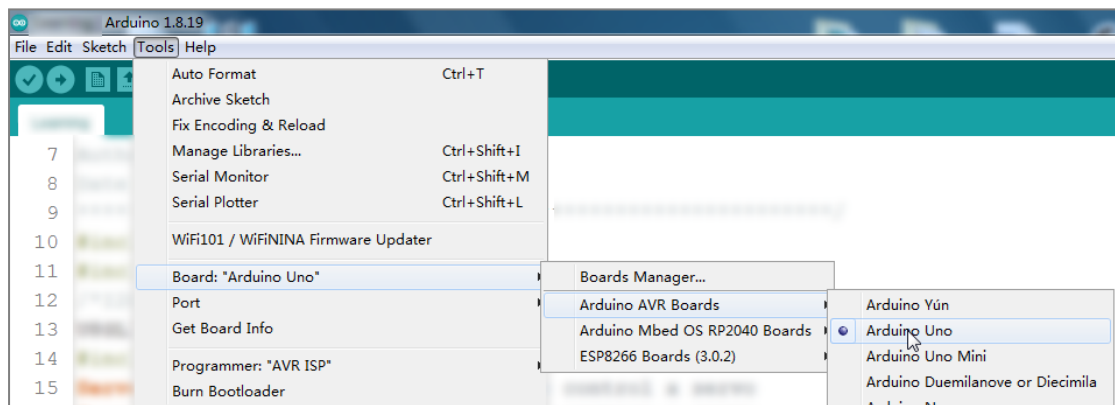 Arduino 1.8.19
File Edit Sketch Tools Help
Auto Format Ctrl+T
Archive Sketch
Fix Encoding & Reload
Manage Libraries... Ctrl+Shift+I
Serial Monitor Ctrl+Shift+M
Serial Plotter Ctrl+Shift+L
WiFi101 / WiFiNINA Firmware Updater
Board: "Arduino Uno"
Port
Get Board Info
Programmer: "AVR ISP"
Burn Bootloader
Boards Manager...
Arduino AVR Boards
Arduino Mbed OS RP2040 Boards
ESP8266 Boards (3.0.2)
Arduino Yún
Arduino Uno
Arduino Uno Mini
Arduino Duemilanove or Diecimila
7
8
9
10
11
12
13
14
15 control a servo